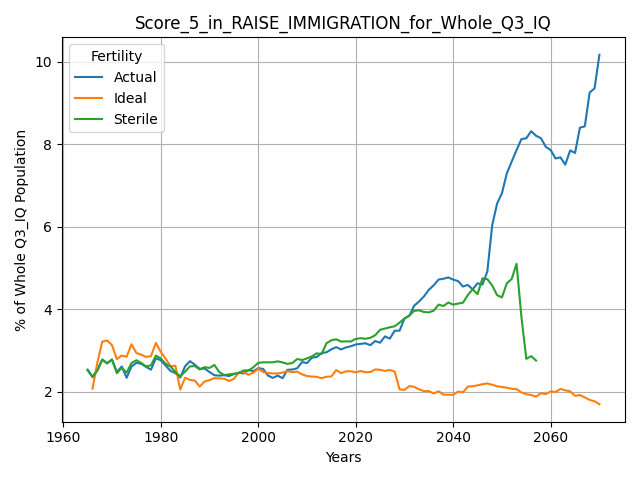 Score_5_in_RAISE_IMMIGRATION_for_Whole_Q3_IQ
Fertility
Actual
Ideal
Sterile
% of Whole Q3_IQ Population
10
8
6
4
2
1960
1980
2000
2020
2040
2060
Years